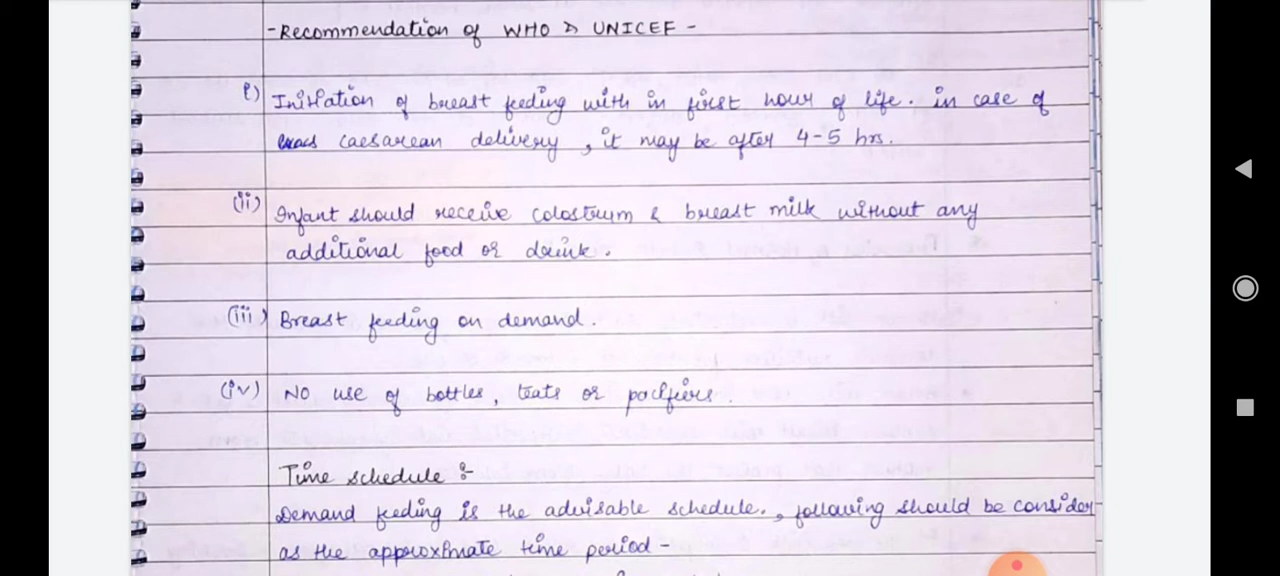 - Recommendation of WHO & UNICEF -
i) Initation of breast feeding with in first hour of life. in case of
caesarean delivery, it may be after 4-5 hrs.
(ii) Infant should receive colostrum & breast milk without any
additional food or drink.
(iii) Breast feeding on demand.
(iv) No use of bottles, teats or pacifiers.
Time schedule :-
Demand feeding is the advisable schedule., following should be consider
as the approximate time period -